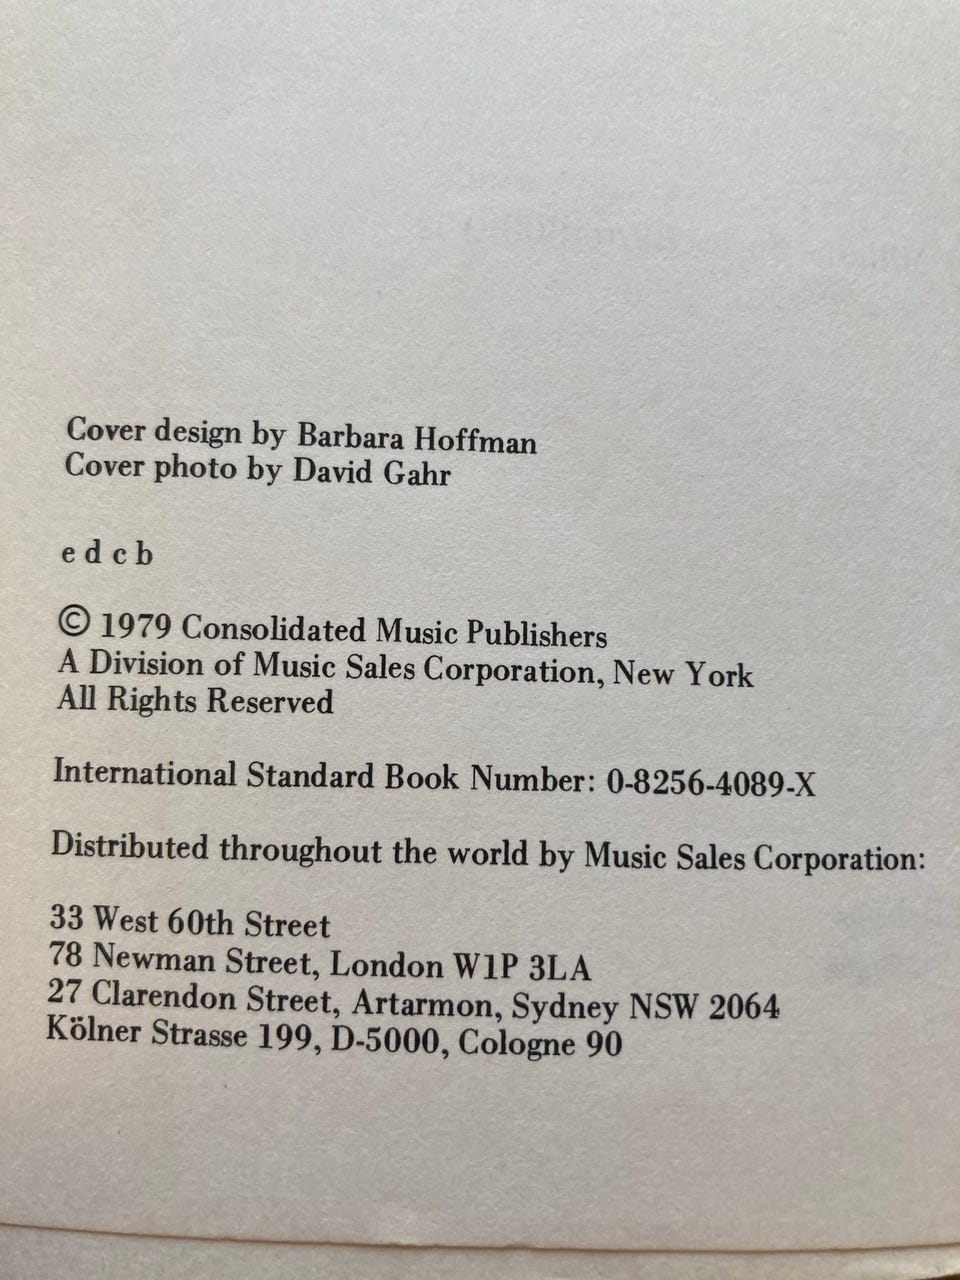 Cover design by Barbara Hoffman
Cover photo by David Gahr
e d c b
© 1979 Consolidated Music Publishers
A Division of Music Sales Corporation, New York
All Rights Reserved
International Standard Book Number: 0-8256-4089-X
Distributed throughout the world by Music Sales Corporation:
33 West 60th Street
78 Newman Street, London W1P 3LA
27 Clarendon Street, Artarmon, Sydney NSW 2064
Kölner Strasse 199, D-5000, Cologne 90